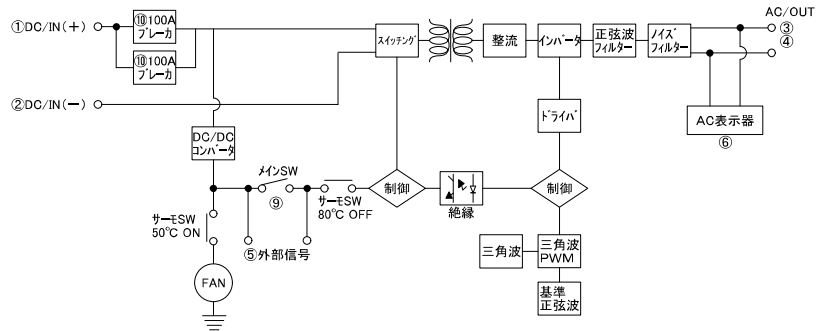 ①DC/IN(+)
⑩100A
ブレーカ
⑩100A
ブレーカ
②DC/IN(−)
スイッチング
整流
インバータ
正弦波
フィルター
ノイズ
フィルター
AC/OUT
③
④
AC表示器
⑥
DC/DC
コンバータ
ドライバ
メインSW
⑨
サーモSW
80℃ OFF
制御
絶縁
制御
サーモSW
50℃ ON
⑤外部信号
三角波
三角波
PWM
基準
正弦波
FAN